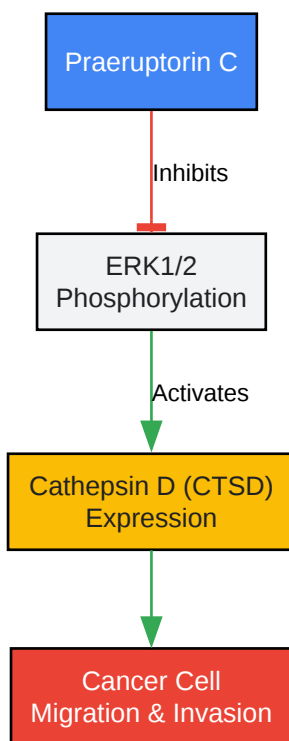 Praeruptorin C
Inhibits
ERK1/2
Phosphorylation
Activates
Cathepsin D (CTSD)
Expression
Cancer Cell
Migration & Invasion